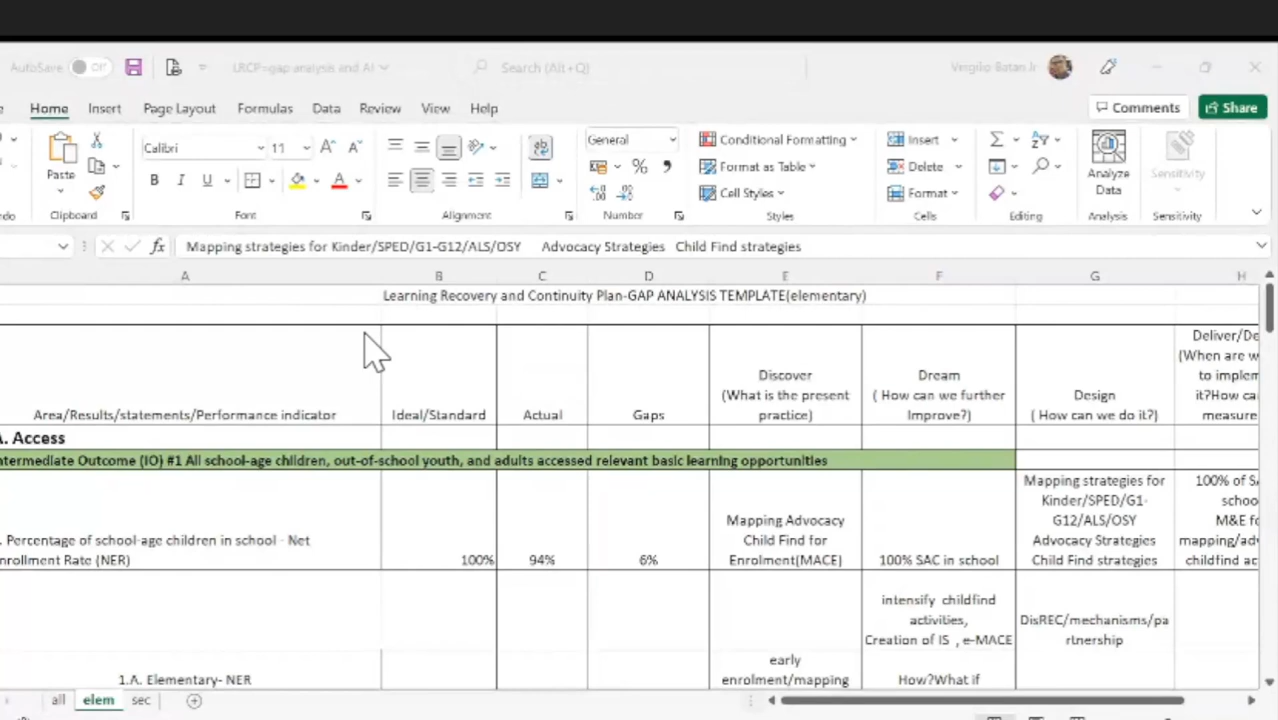 AutoSave Off LRCP=gap analysis and AI Search (Alt+Q) Virgilio Batan Jr
Home Insert Page Layout Formulas Data Review View Help Comments Share
Calibri 11 General Conditional Formatting Insert
Paste Format as Table Delete Analyze Data Sensitivity
B I U % Cell Styles Format
Clipboard Font Alignment Number Styles Cells Editing Analysis Sensitivity
fx Mapping strategies for Kinder/SPED/G1-G12/ALS/OSY Advocacy Strategies Child Find strategies
A B C D E F G H
Learning Recovery and Continuity Plan-GAP ANALYSIS TEMPLATE(elementary)
Area/Results/statements/Performance indicator
Ideal/Standard
Actual
Gaps
Discover
(What is the present
practice)
Dream
( How can we further
Improve?)
Design
( How can we do it?)
Deliver/De
(When are w
to implem
it?How ca
measure
A. Access
ntermediate Outcome (IO) #1 All school-age children, out-of-school youth, and adults accessed relevant basic learning opportunities
. Percentage of school-age children in school - Net
nrollment Rate (NER)
100%
94%
6%
Mapping Advocacy
Child Find for
Enrolment(MACE)
100% SAC in school
Mapping strategies for
Kinder/SPED/G1-
G12/ALS/OSY
Advocacy Strategies
Child Find strategies
100% of SA
schoo
M&E fo
mapping/adv
childfind ac
1.A. Elementary- NER
early
enrolment/mapping
intensify childfind
activities,
Creation of IS , e-MACE
How?What if
DisREC/mechanisms/pa
rtnership
all elem sec